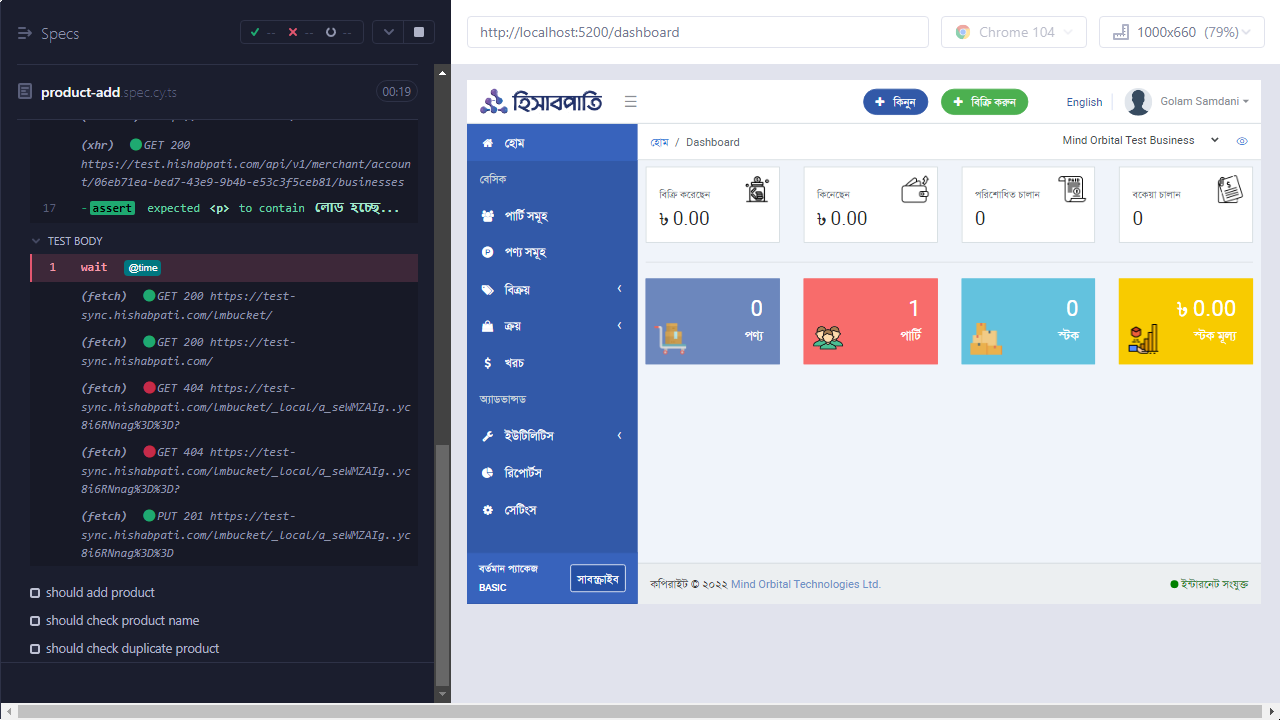 Specs
-- -- --
product-add spec.cy.ts
00:19
(xhr) GET 200
https://test.hishabpati.com/api/v1/merchant/accoun
t/06eb71ea-bed7-43e9-9b4b-e53c3f5ceb81/businesses
17 -assert expected <p> to contain লোড হচ্ছে...
TEST BODY
1 wait @time
(fetch) GET 200 https://test-
sync.hishabpati.com/lmbucket/
(fetch) GET 200 https://test-
sync.hishabpati.com/
(fetch) GET 404 https://test-
sync.hishabpati.com/lmbucket/_local/a_seWMZAIg..yc
8i6RNnag%3D%3D?
(fetch) GET 404 https://test-
sync.hishabpati.com/lmbucket/_local/a_seWMZAIg..yc
8i6RNnag%3D%3D?
(fetch) PUT 201 https://test-
sync.hishabpati.com/lmbucket/_local/a_seWMZAIg..yc
8i6RNnag%3D%3D
should add product
should check product name
should check duplicate product
http://localhost:5200/dashboard
Chrome 104
1000x660 (79%)
হিসাবপাতি
কিনুন
বিক্রি করুন
English
Golam Samdani
হোম
বেসিক
পার্টি সমূহ
পণ্য সমূহ
বিক্রয়
ক্রয়
খরচ
অ্যাডভান্সড
ইউটিলিটিস
রিপোর্টস
সেটিংস
বর্তমান প্যাকেজ
BASIC
সাবস্ক্রাইব
হোম / Dashboard
Mind Orbital Test Business
বিক্রি করেছেন
৳ 0.00
কিনেছেন
৳ 0.00
পরিশোধিত চালান
0
বকেয়া চালান
0
0
পণ্য
1
পার্টি
0
স্টক
৳ 0.00
স্টক মূল্য
কপিরাইট © ২০২২ Mind Orbital Technologies Ltd.
ইন্টারনেট সংযুক্ত